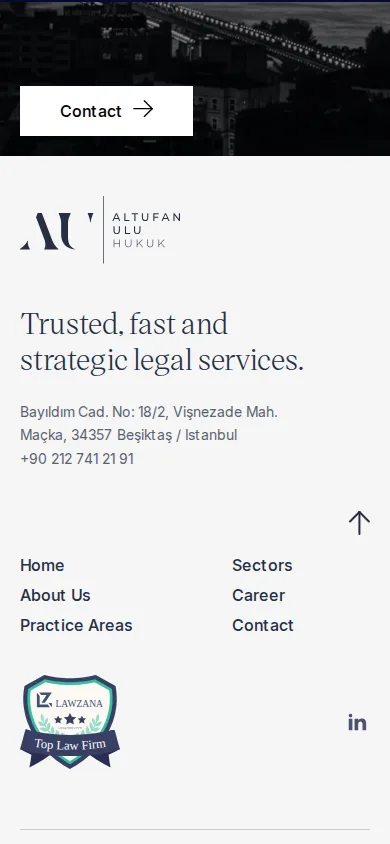 Contact
ALTUFAN
ULU
HUKUK
Trusted, fast and
strategic legal services.
Bayıldım Cad. No: 18/2, Vişnezade Mah.
Maçka, 34357 Beşiktaş / Istanbul
+90 212 741 21 91
Home
About Us
Practice Areas
Sectors
Career
Contact
LAWZANA
Top Law Firm
in